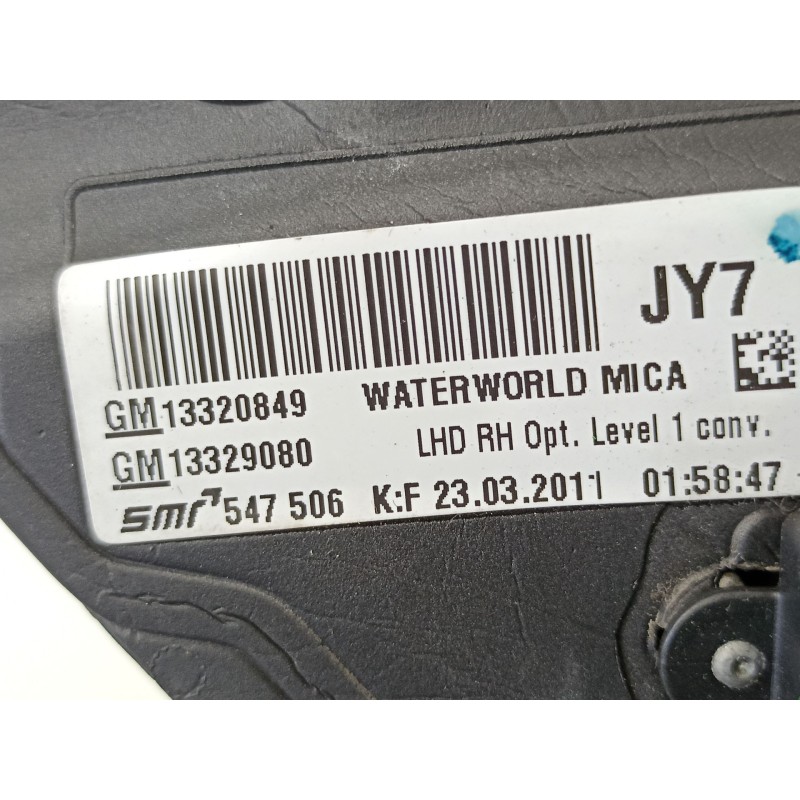 JY7
GM13320849 WATERWORLD MICA
GM13329080 LHD RH Opt. Level 1 conv.
smr 547 506 K:F 23.03.2011 01:58:47